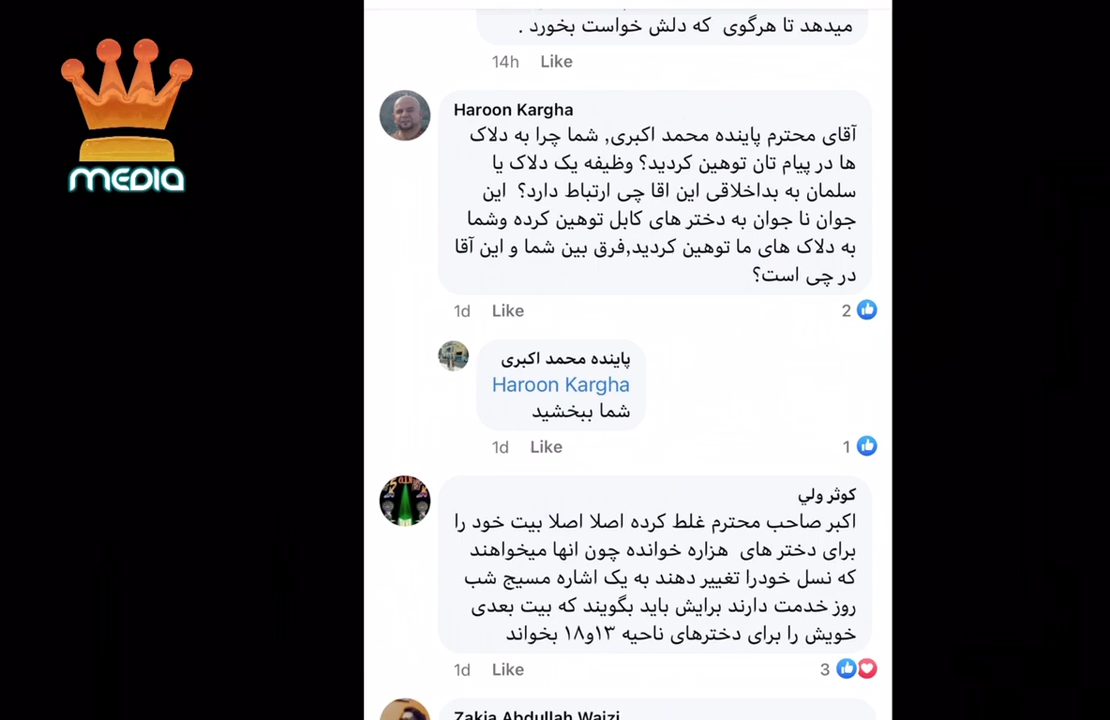 MEDIA
میدهد تا هرگوی که دلش خواست بخورد .
14h Like
Haroon Kargha
آقای محترم پاینده محمد اکبری, شما چرا به دلاک
ها در پیام تان توهین کردید؟ وظیفه یک دلاک یا
سلمان به بداخلاقی این اقا چی ارتباط دارد؟ این
جوان نا جوان به دختر های کابل توهین کرده وشما
به دلاک های ما توهین کردید,فرق بین شما و این آقا
در چی است؟
1d Like 2
پاینده محمد اکبری
Haroon Kargha
شما ببخشید
1d Like 1
کوثر ولي
اکبر صاحب محترم غلط کرده اصلا اصلا بیت خود را
برای دختر های هزاره خوانده چون انها میخواهند
که نسل خودرا تغییر دهند به یک اشاره مسیج شب
روز خدمت دارند برایش باید بگویند که بیت بعدی
خویش را برای دخترهای ناحیه ۱۳و۱۸ بخواند
1d Like 3
Zakia Abdullah Waizi